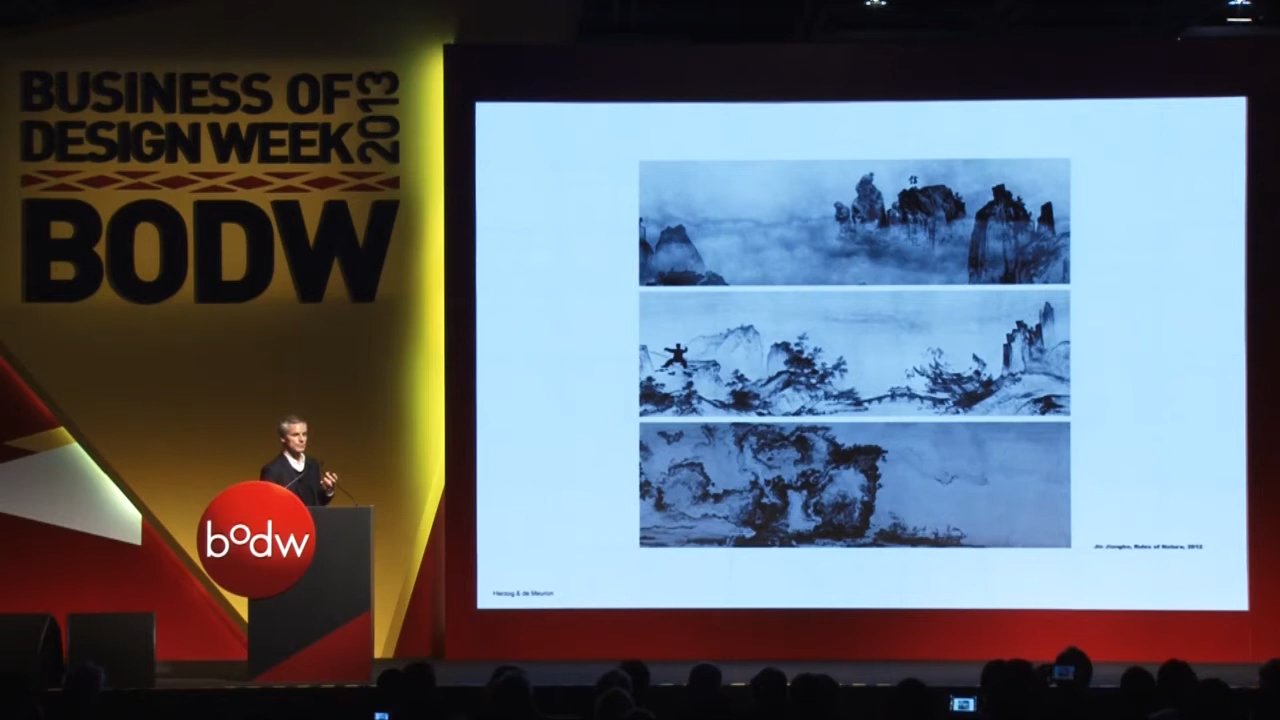 BUSINESS OF
DESIGN WEEK
2013
BODW
bodw
Jin Jiangbo, Rules of Nature, 2012
Herzog & de Meuron